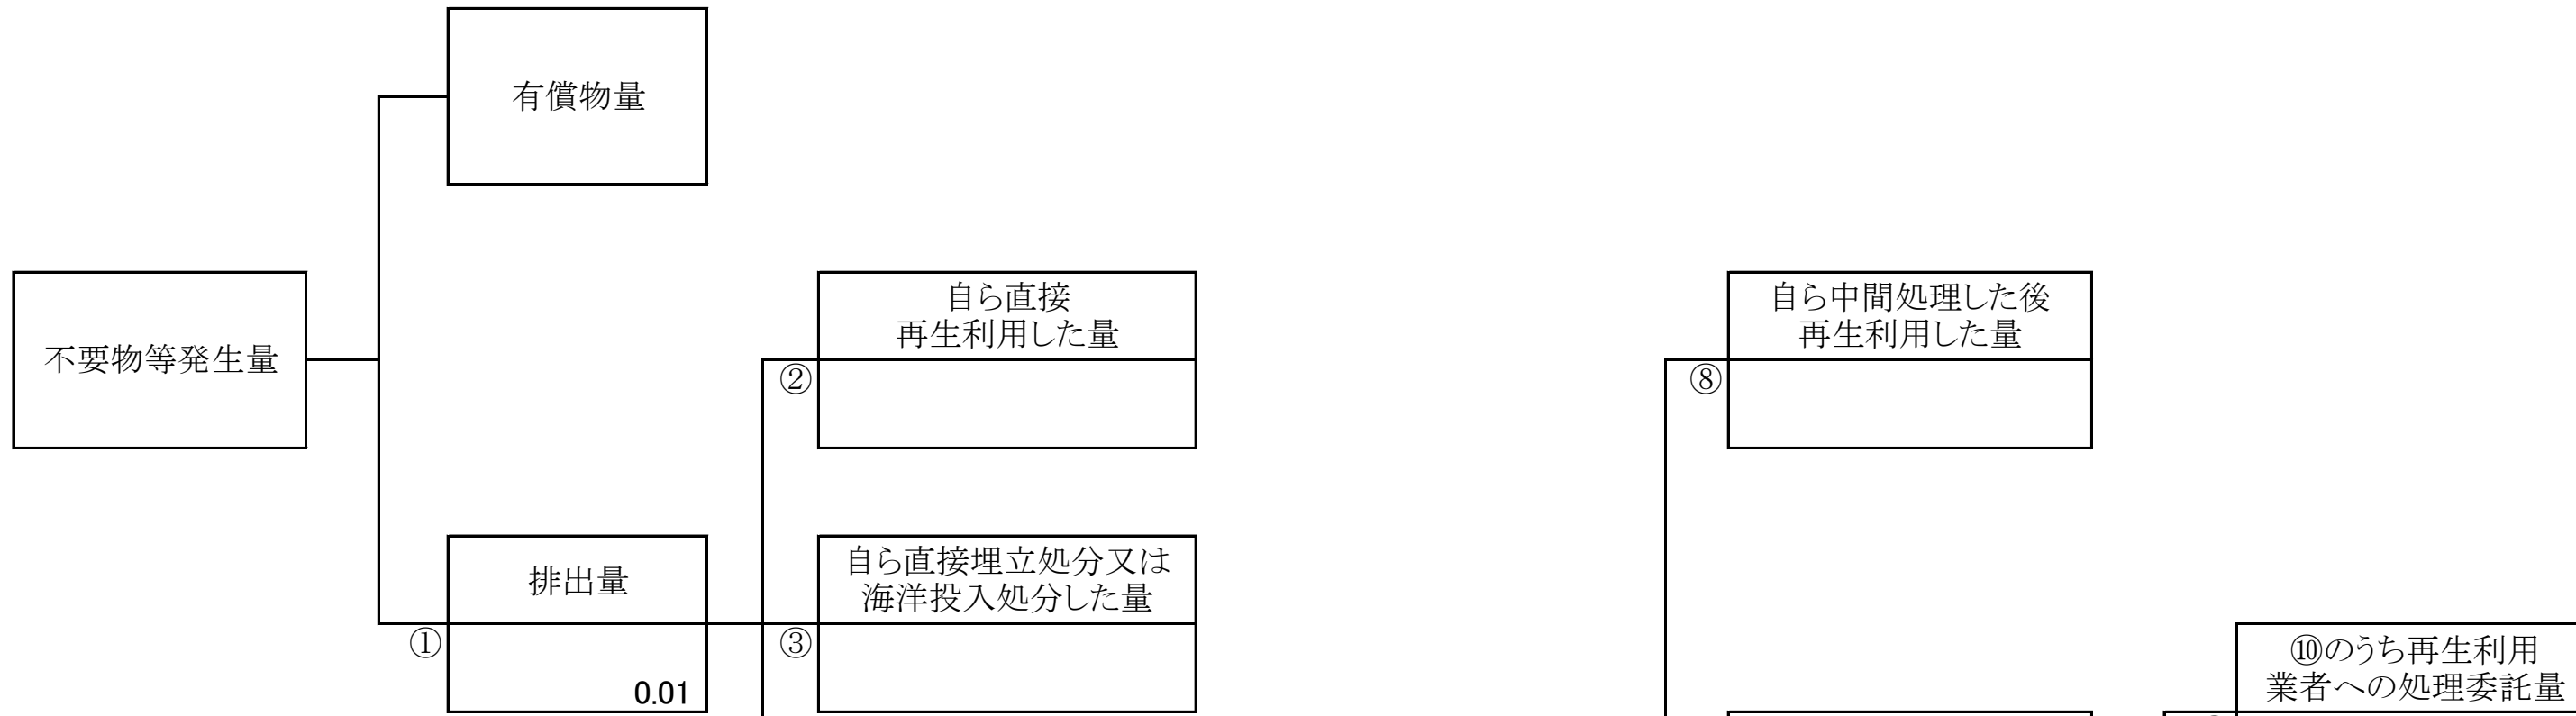 有償物量
不要物等発生量
自ら直接
再生利用した量
②
自ら中間処理した後
再生利用した量
⑧
排出量
①
0.01
自ら直接埋立処分又は
海洋投入処分した量
③
⑩のうち再生利用
業者への処理委託量